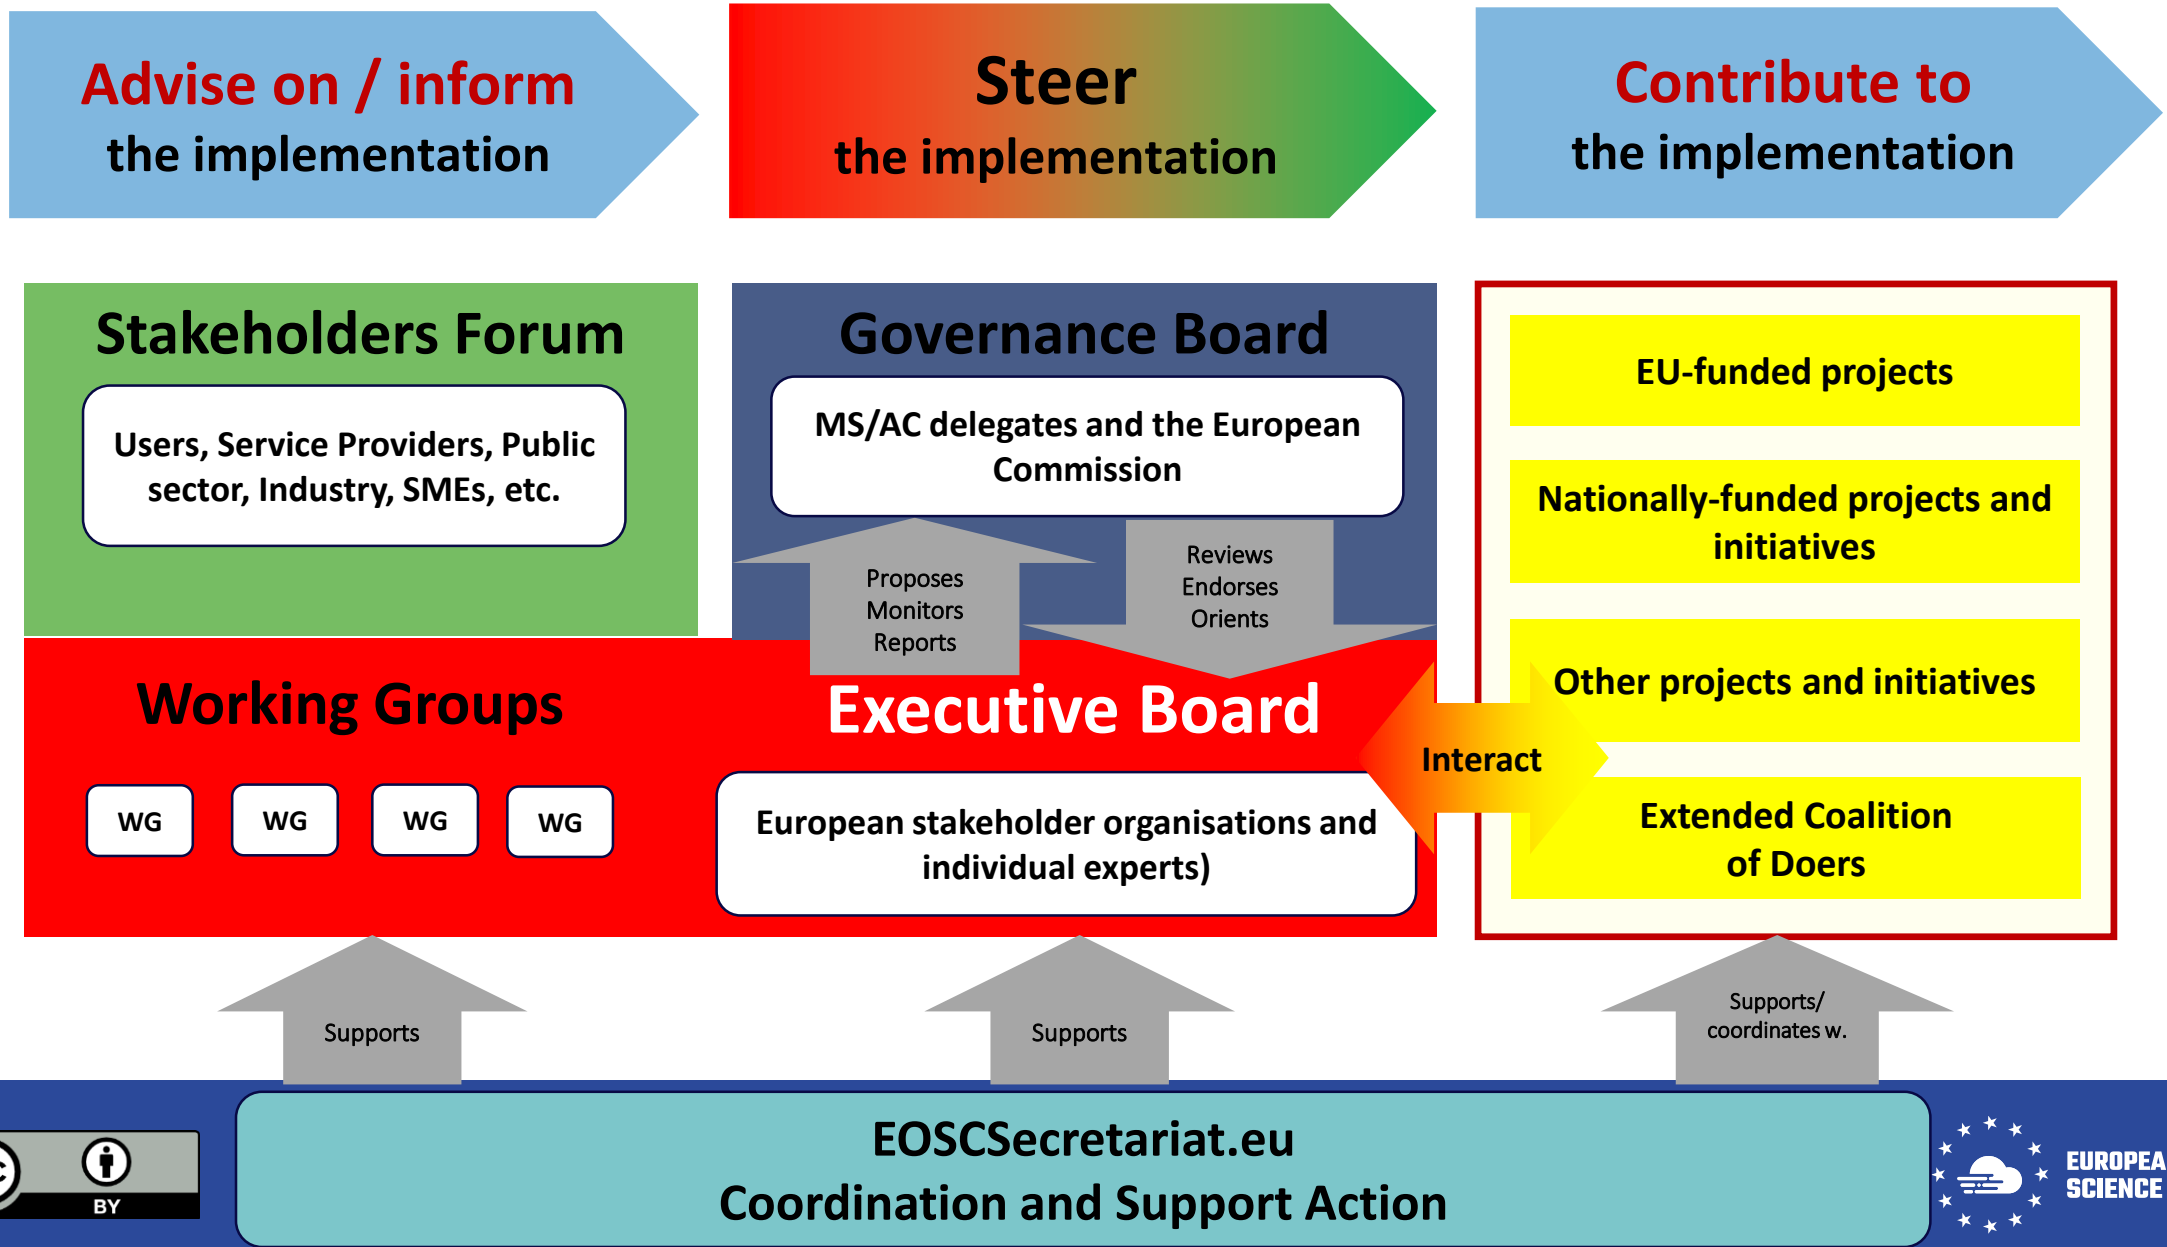 Advise on / inform
the implementation
Steer
the implementation
Contribute to
the implementation
Stakeholders Forum
Users, Service Providers, Public
sector, Industry, SMEs, etc.
Governance Board
MS/AC delegates and the European
Commission
Proposes
Monitors
Reports
Reviews
Endorses
Orients
EU-funded projects
Nationally-funded projects and
initiatives
Other projects and initiatives
Extended Coalition
of Doers
Working Groups
WG
WG
WG
WG
Executive Board
European stakeholder organisations and
individual experts)
Interact
Supports
Supports
Supports/
coordinates w.
EOSCSecretariat.eu
Coordination and Support Action
BY
EUROPEA
SCIENCE